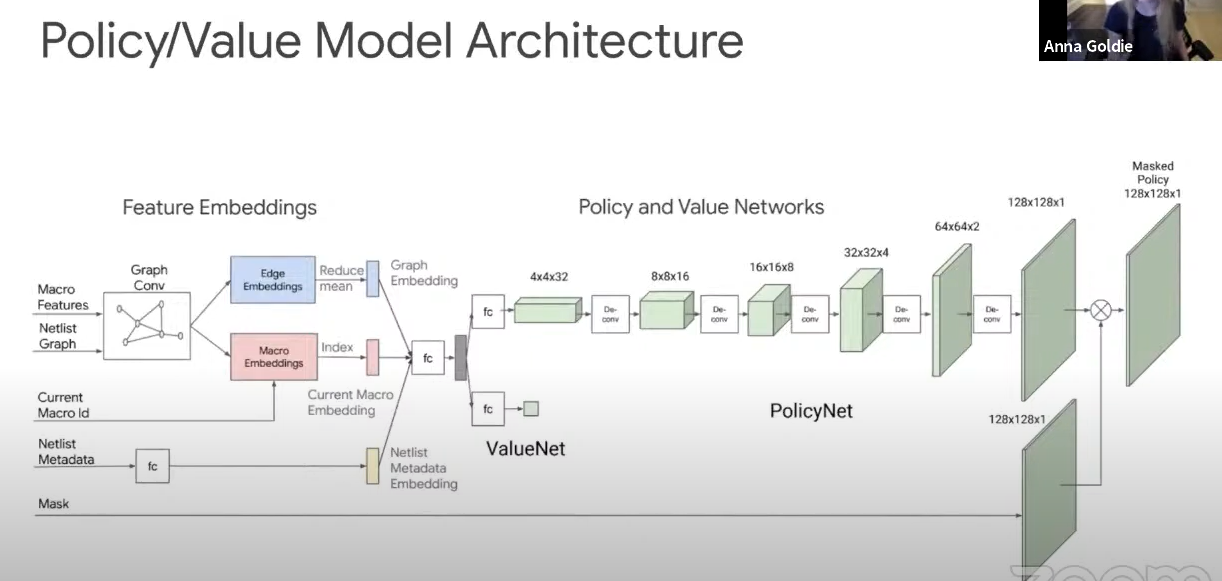 Policy/Value Model Architecture
Anna Goldie
Feature Embeddings
Policy and Value Networks
Macro
Features
Netlist
Graph
Graph
Conv
Edge
Embeddings
Reduce
mean
Graph
Embedding
Macro
Embeddings
Index
Current Macro
Embedding
Current
Macro Id
Netlist
Metadata
fc
Netlist
Metadata
Embedding
Mask
fc
fc
fc
ValueNet
4x4x32
De-
conv
8x8x16
De-
conv
16x16x8
De-
conv
32x32x4
De-
conv
64x64x2
De-
conv
128x128x1
PolicyNet
128x128x1
Masked
Policy
128x128x1
zoom